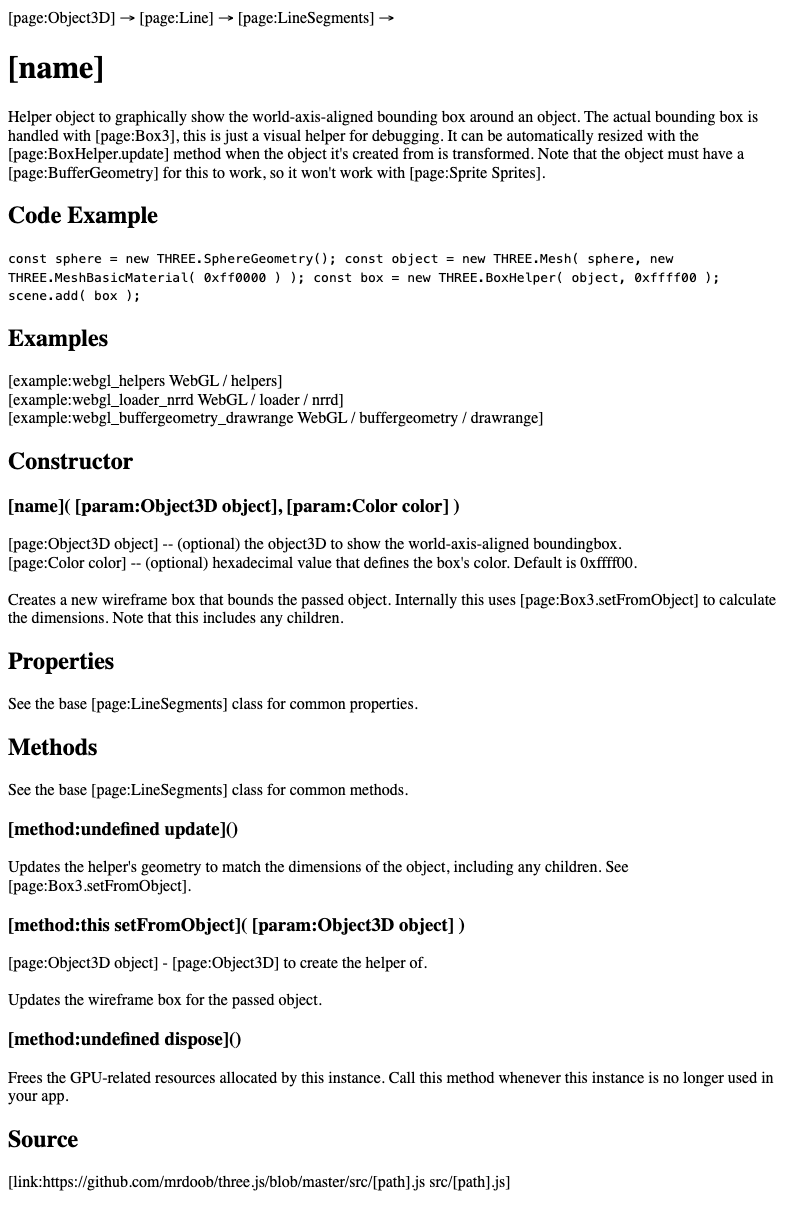 [page:Object3D] → [page:Line] → [page:LineSegments] →
[name]
Helper object to graphically show the world-axis-aligned bounding box around an object. The actual bounding box is
handled with [page:Box3], this is just a visual helper for debugging. It can be automatically resized with the
[page:BoxHelper.update] method when the object it's created from is transformed. Note that the object must have a
[page:BufferGeometry] for this to work, so it won't work with [page:Sprite Sprites].
Code Example
const sphere = new THREE.SphereGeometry(); const object = new THREE.Mesh( sphere, new
THREE.MeshBasicMaterial( 0xff0000 ) ); const box = new THREE.BoxHelper( object, 0xffff00 );
scene.add( box );
Examples
[example:webgl_helpers WebGL / helpers]
[example:webgl_loader_nrrd WebGL / loader / nrrd]
[example:webgl_buffergeometry_drawrange WebGL / buffergeometry / drawrange]
Constructor
[name]( [param:Object3D object], [param:Color color] )
[page:Object3D object] -- (optional) the object3D to show the world-axis-aligned boundingbox.
[page:Color color] -- (optional) hexadecimal value that defines the box's color. Default is 0xffff00.
Creates a new wireframe box that bounds the passed object. Internally this uses [page:Box3.setFromObject] to calculate
the dimensions. Note that this includes any children.
Properties
See the base [page:LineSegments] class for common properties.
Methods
See the base [page:LineSegments] class for common methods.
[method:undefined update]()
Updates the helper's geometry to match the dimensions of the object, including any children. See
[page:Box3.setFromObject].
[method:this setFromObject]( [param:Object3D object] )
[page:Object3D object] - [page:Object3D] to create the helper of.
Updates the wireframe box for the passed object.
[method:undefined dispose]()
Frees the GPU-related resources allocated by this instance. Call this method whenever this instance is no longer used in
your app.
Source
[link:https://github.com/mrdoob/three.js/blob/master/src/[path].js src/[path].js]